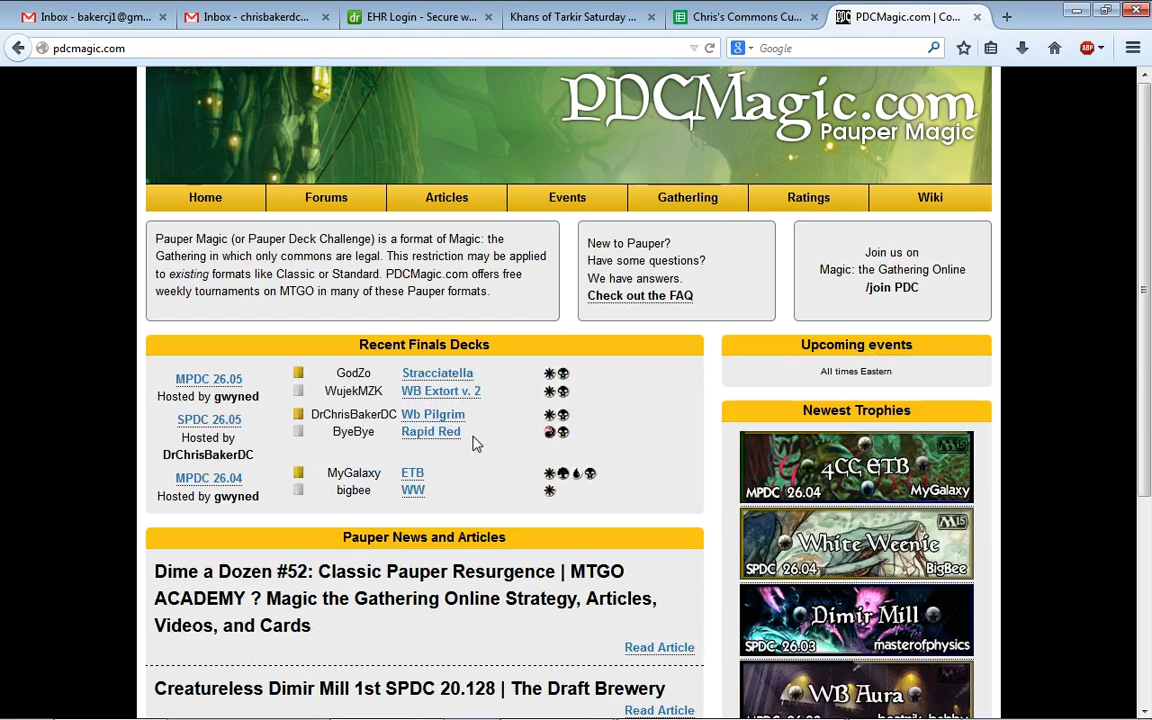 Inbox - bakercj1@gm...
Inbox - chrisbakerdc...
EHR Login - Secure w...
Khans of Tarkir Saturday ...
Chris's Commons Cu...
PDCMagic.com | Co...
pdcmagic.com
Google
PDCMagic.com
Pauper Magic
Home
Forums
Articles
Events
Gatherling
Ratings
Wiki
Pauper Magic (or Pauper Deck Challenge) is a format of Magic: the
Gathering in which only commons are legal. This restriction may be applied
to existing formats like Classic or Standard. PDCMagic.com offers free
weekly tournaments on MTGO in many of these Pauper formats.
New to Pauper?
Have some questions?
We have answers.
Check out the FAQ
Join us on
Magic: the Gathering Online
/join PDC
Recent Finals Decks
MPDC 26.05
Hosted by gwyned
GodZo Stracciatella
WujekMZK WB Extort v. 2
SPDC 26.05
Hosted by
DrChrisBakerDC
DrChrisBakerDC Wb Pilgrim
ByeBye Rapid Red
MPDC 26.04
Hosted by gwyned
MyGalaxy ETB
bigbee WW
Upcoming events
All times Eastern
Newest Trophies
4CC ETB
MPDC 26.04 MyGalaxy
M15
White Weenie
SPDC 26.04 BigBee
M15
Dimir Mill
SPDC 26.03 masterofphysics
WB Aura
Pauper News and Articles
Dime a Dozen #52: Classic Pauper Resurgence | MTGO
ACADEMY ? Magic the Gathering Online Strategy, Articles,
Videos, and Cards
Read Article
Creatureless Dimir Mill 1st SPDC 20.128 | The Draft Brewery
Read Article